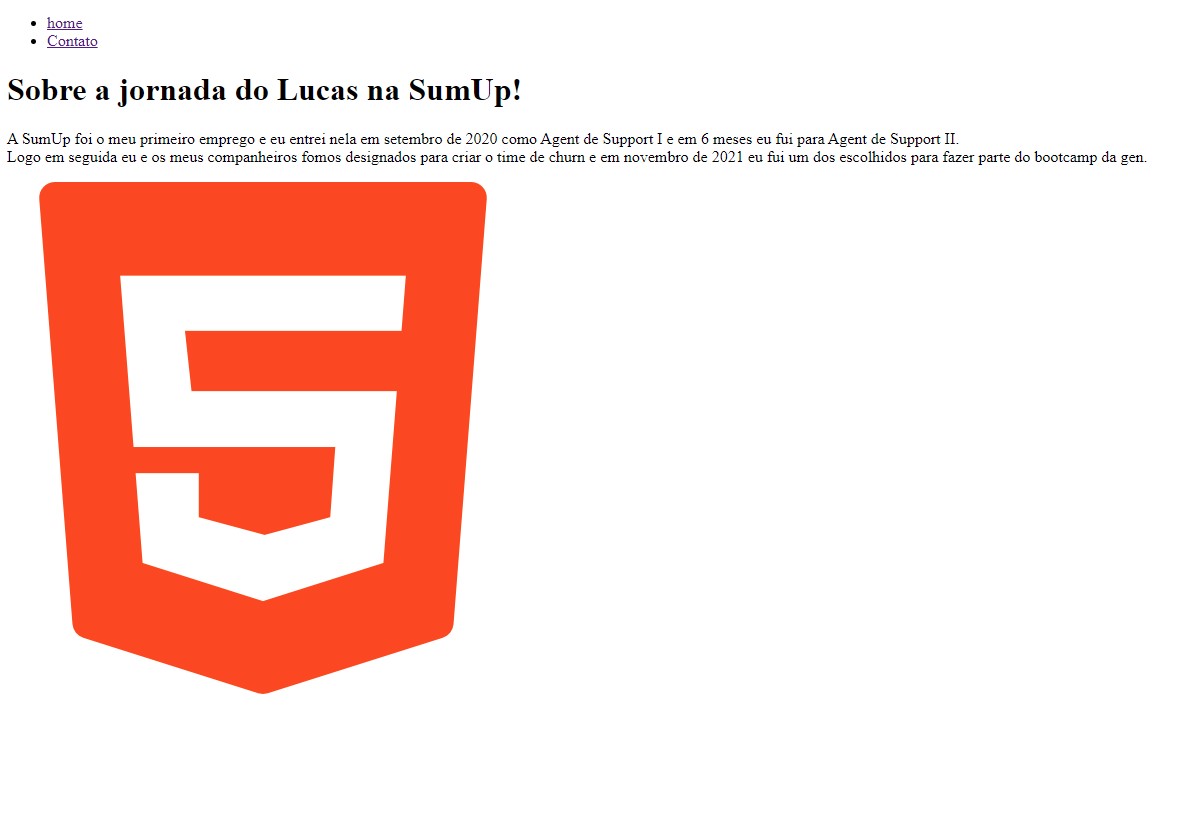 home
Contato
Sobre a jornada do Lucas na SumUp!
A SumUp foi o meu primeiro emprego e eu entrei nela em setembro de 2020 como Agent de Support I e em 6 meses eu fui para Agent de Support II.
Logo em seguida eu e os meus companheiros fomos designados para criar o time de churn e em novembro de 2021 eu fui um dos escolhidos para fazer parte do bootcamp da gen.
5